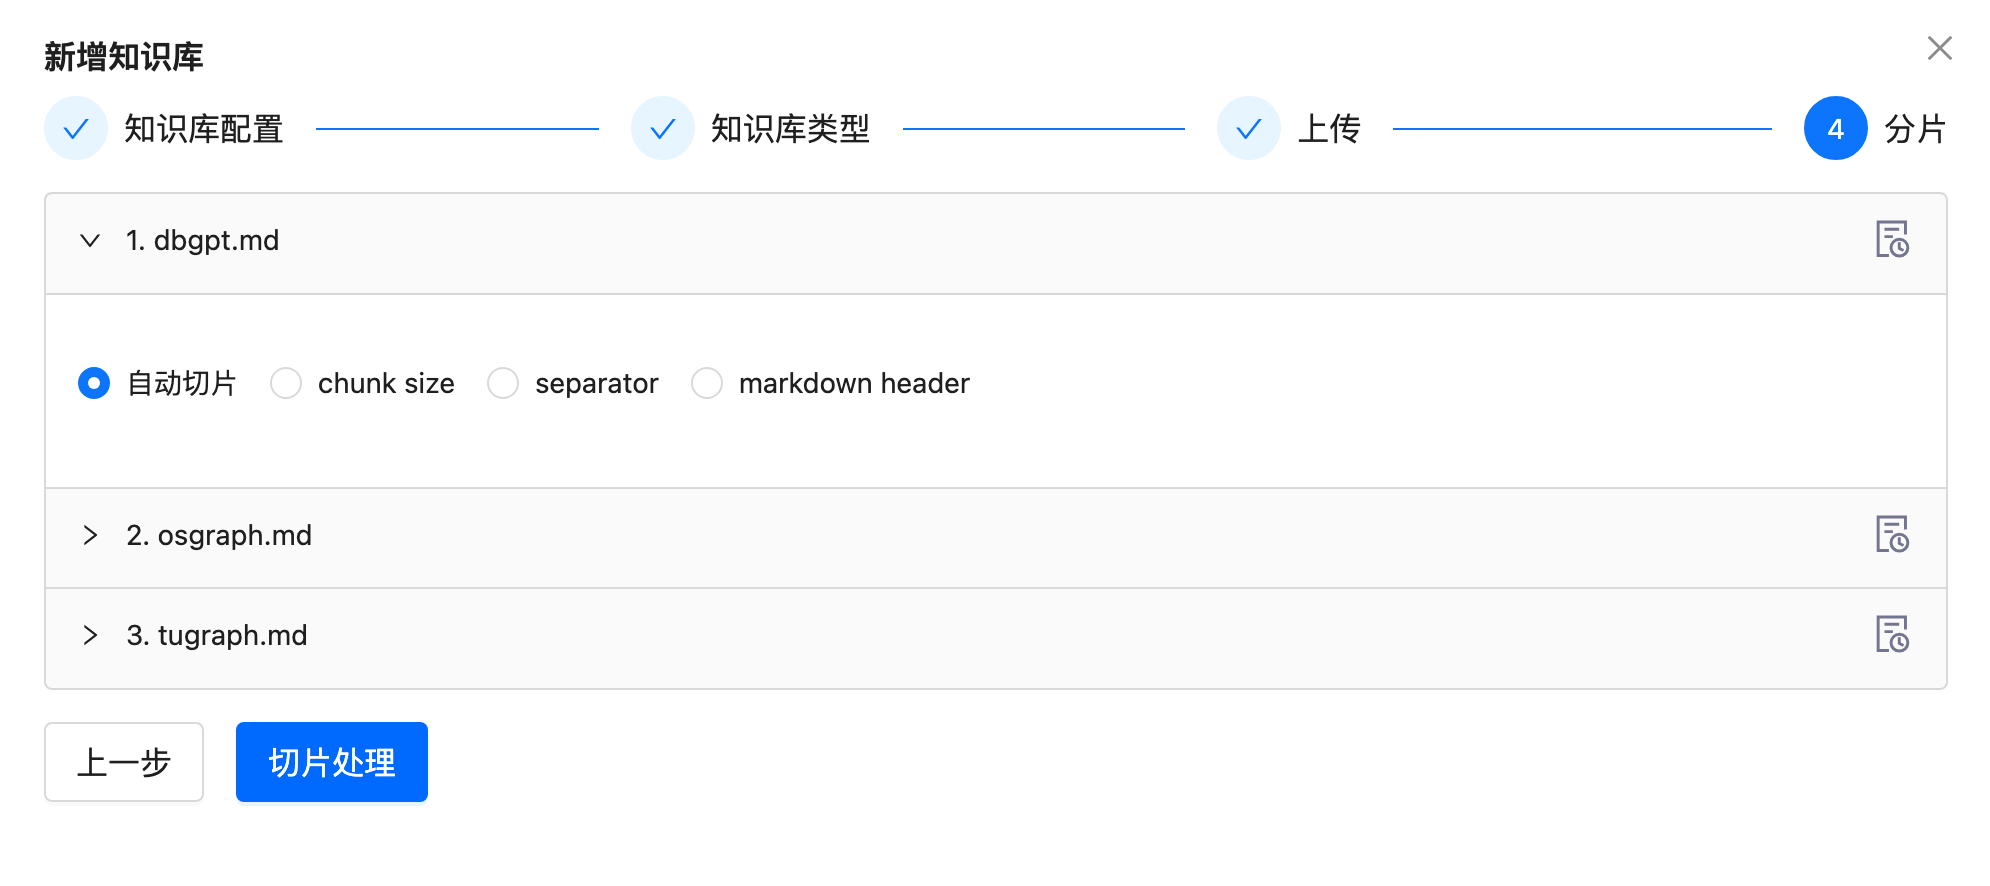 新增知识库
知识库配置 知识库类型 上传 4 分片
1. dbgpt.md
自动切片 chunk size separator markdown header
2. osgraph.md
3. tugraph.md
上一步 切片处理